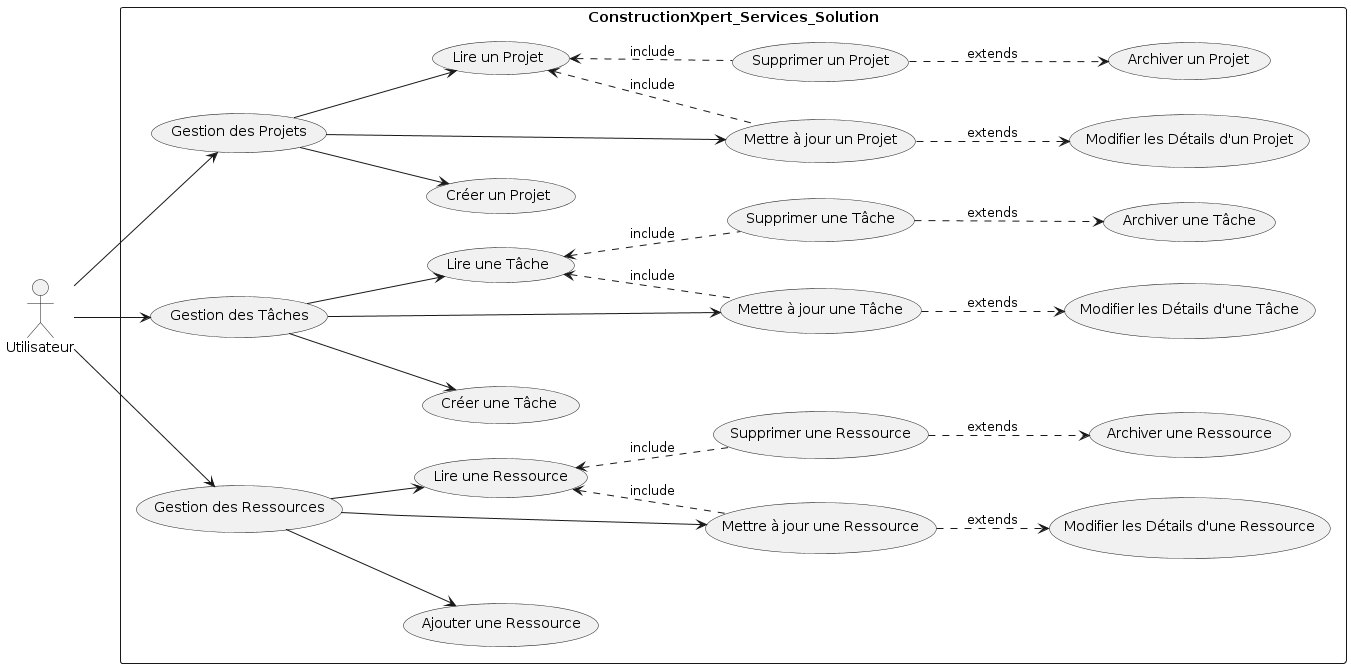 ConstructionXpert_Services_Solution
Lire un Projet
include
Supprimer un Projet
extends
Archiver un Projet
include
Gestion des Projets
Mettre à jour un Projet
extends
Modifier les Détails d'un Projet
Créer un Projet
Supprimer une Tâche
extends
Archiver une Tâche
include
Lire une Tâche
include
Utilisateur
Gestion des Tâches
Mettre à jour une Tâche
extends
Modifier les Détails d'une Tâche
Créer une Tâche
Supprimer une Ressource
extends
Archiver une Ressource
include
Lire une Ressource
include
Gestion des Ressources
Mettre à jour une Ressource
extends
Modifier les Détails d'une Ressource
Ajouter une Ressource